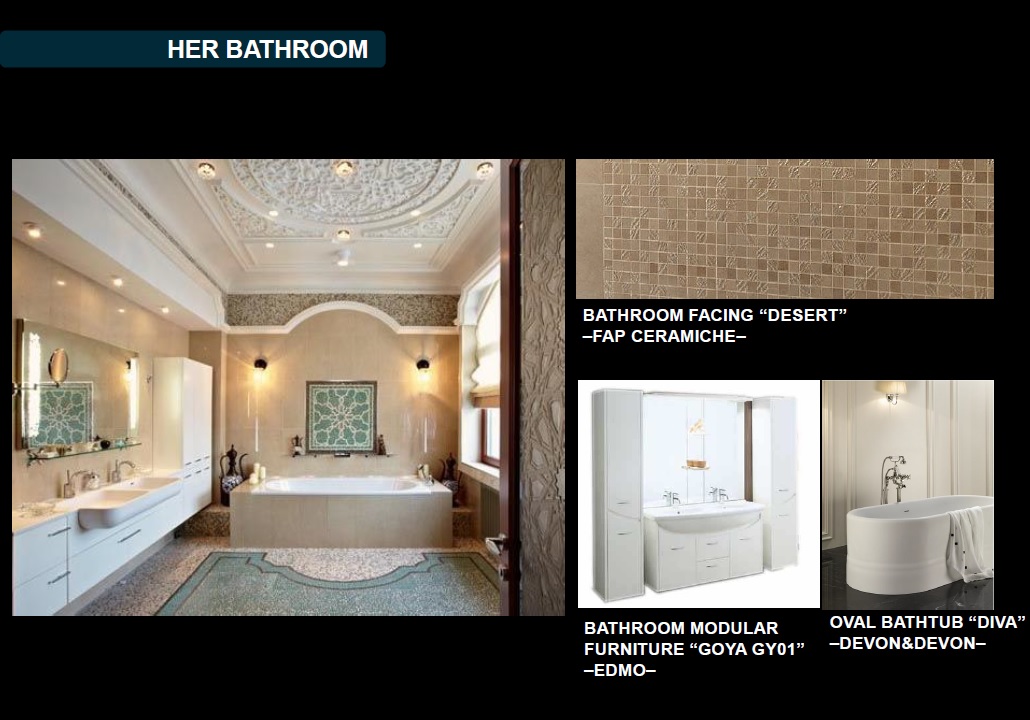 HER BATHROOM
BATHROOM FACING “DESERT”
–FAP CERAMICHE–
BATHROOM MODULAR
FURNITURE “GOYA GY01”
–EDMO–
OVAL BATHTUB “DIVA”
–DEVON&DEVON–